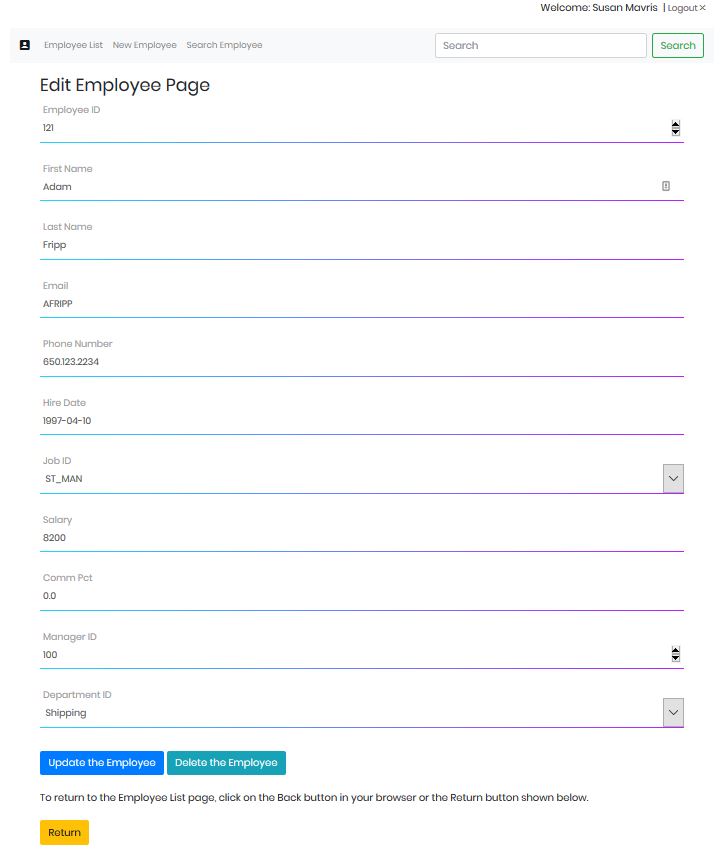 Welcome: Susan Mavris | Logout ×
Employee List New Employee Search Employee Search Search
Edit Employee Page
Employee ID
121
First Name
Adam
Last Name
Fripp
Email
AFRIPP
Phone Number
650.123.2234
Hire Date
1997-04-10
Job ID
ST_MAN
Salary
8200
Comm Pct
0.0
Manager ID
100
Department ID
Shipping
Update the Employee Delete the Employee
To return to the Employee List page, click on the Back button in your browser or the Return button shown below.
Return